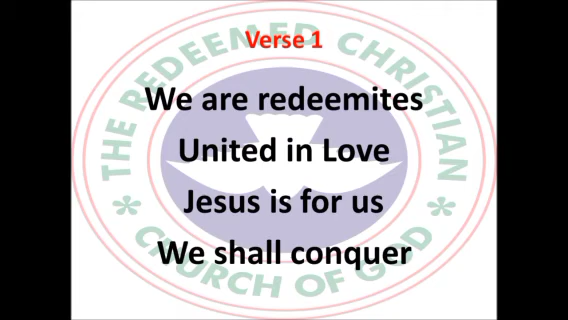 Verse 1
THE REDEEMED CHRISTIAN
We are redeemites
United in Love
Jesus is for us
We shall conquer
CHURCH OF GOD